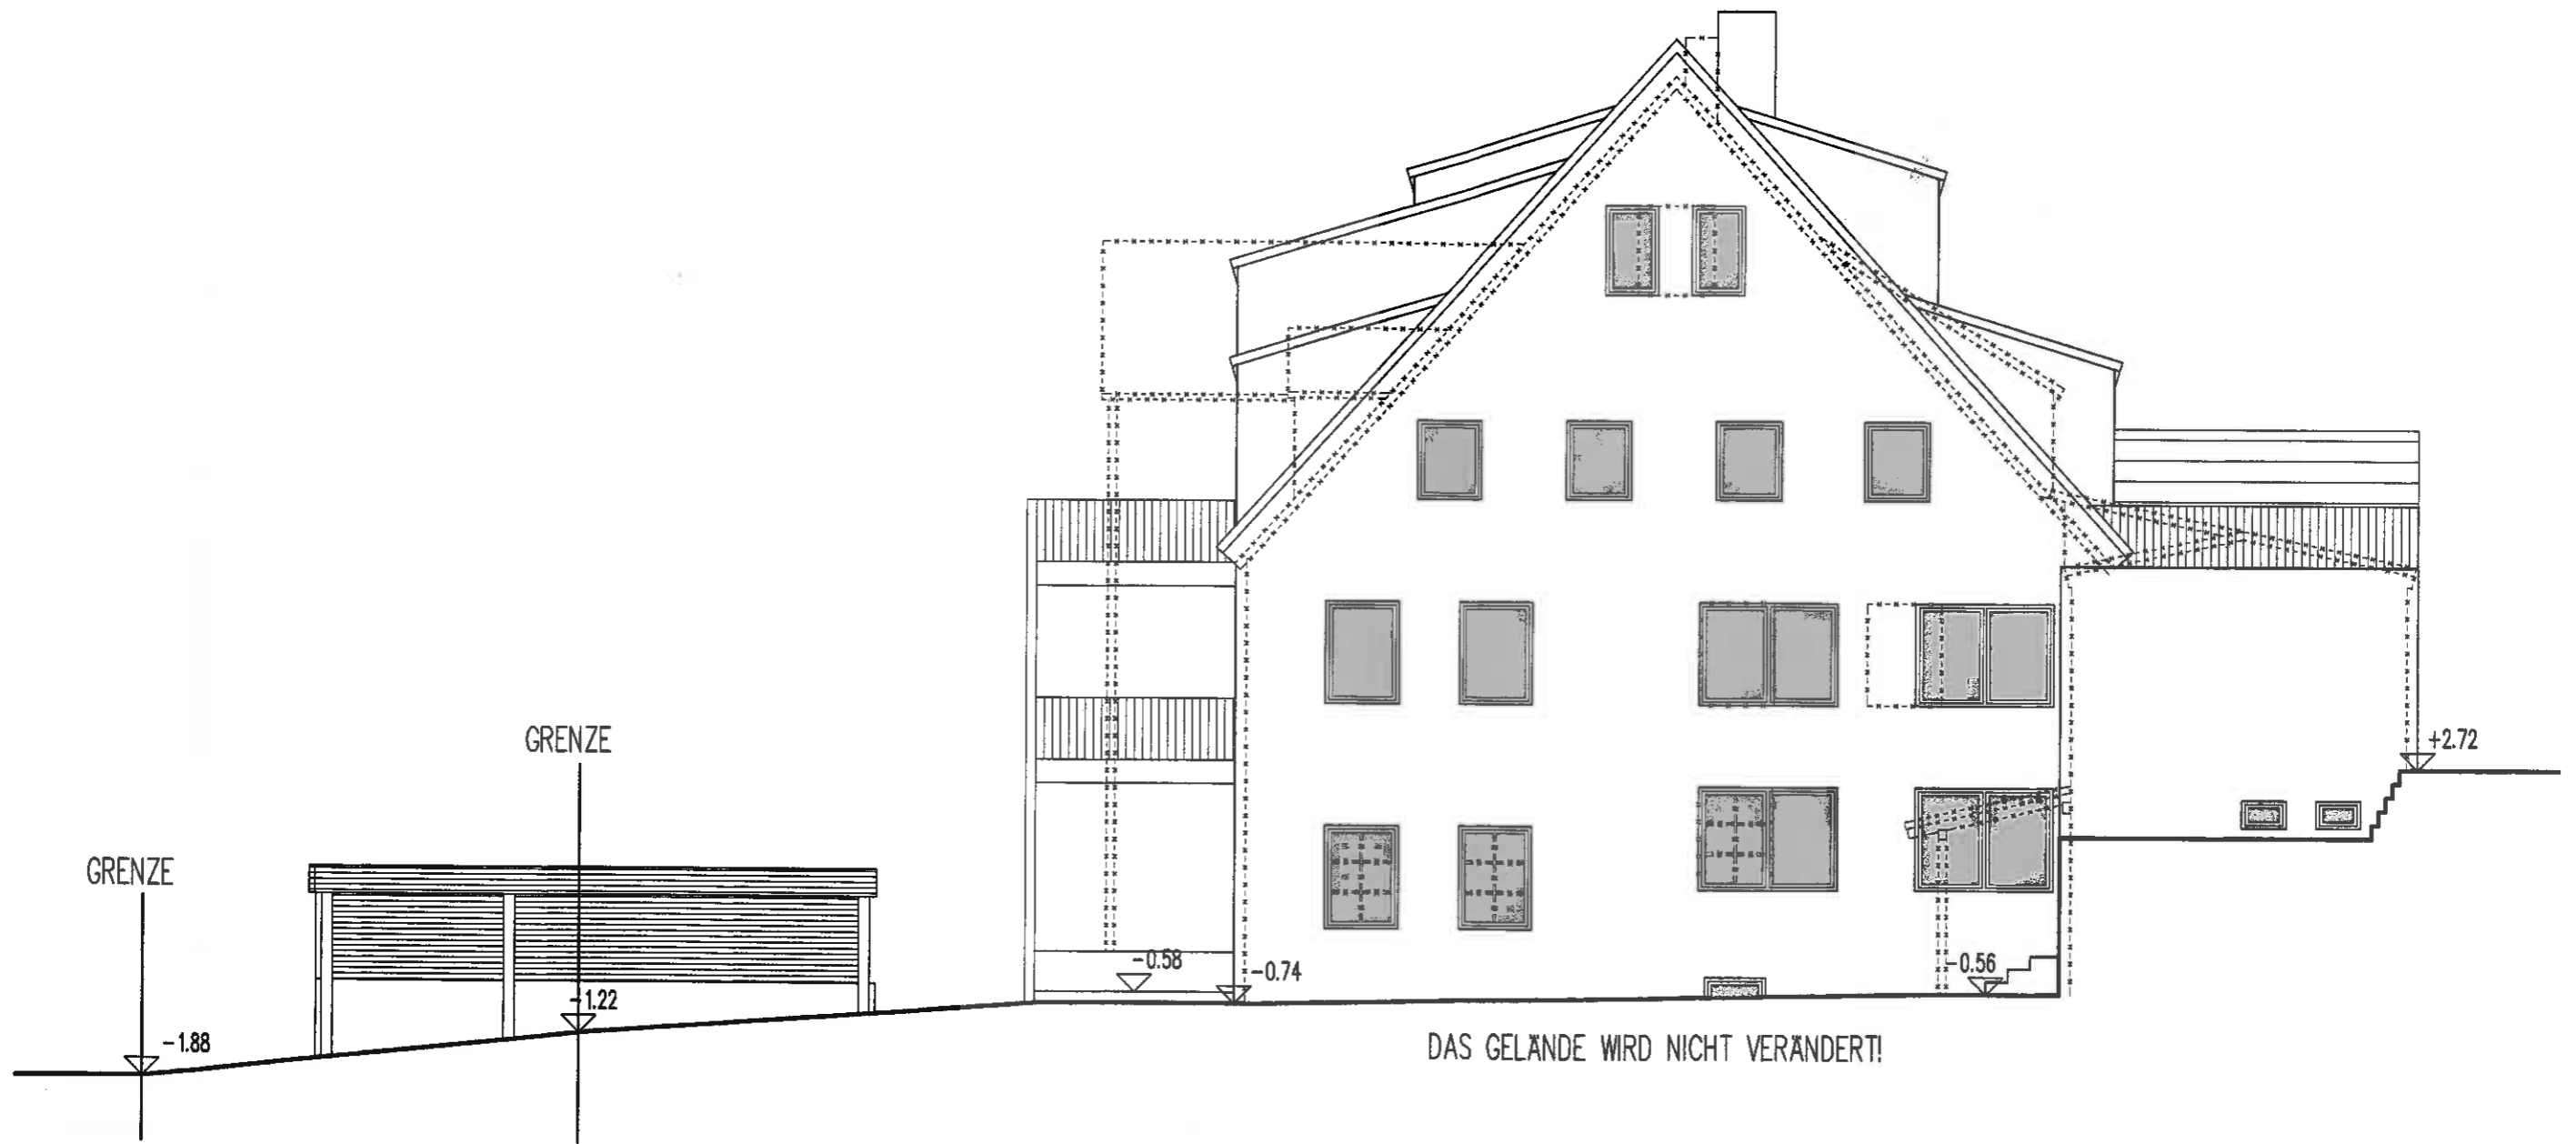 +2.72
GRENZE
GRENZE
-0.58
-0.74
-0.56
-1.22
-1.88
DAS GELÄNDE WIRD NICHT VERÄNDERT!